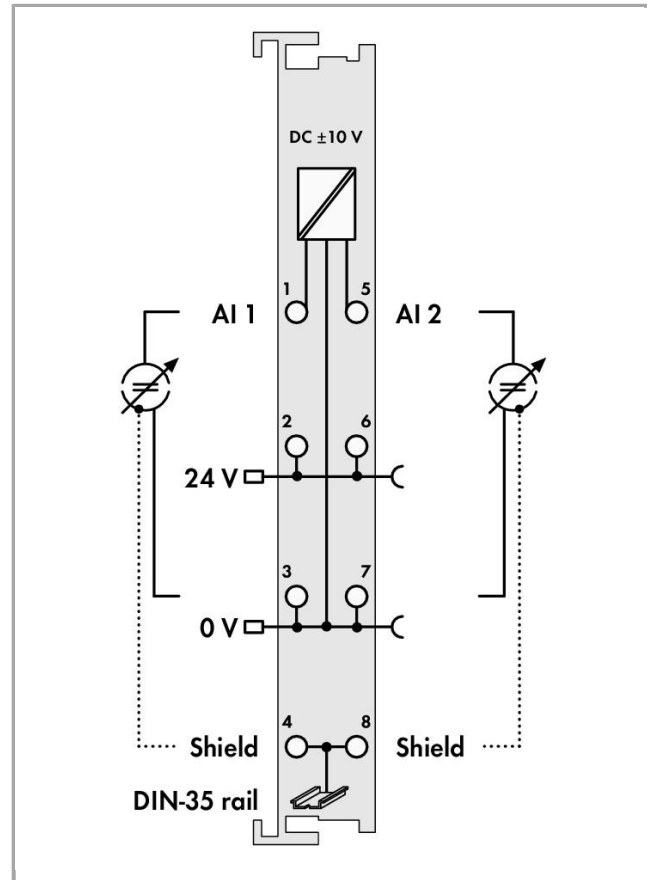 DC ±10 V
1 5
AI 1 AI 2
2 6
24 V
3 7
0 V
4 8
Shield Shield
DIN-35 rail